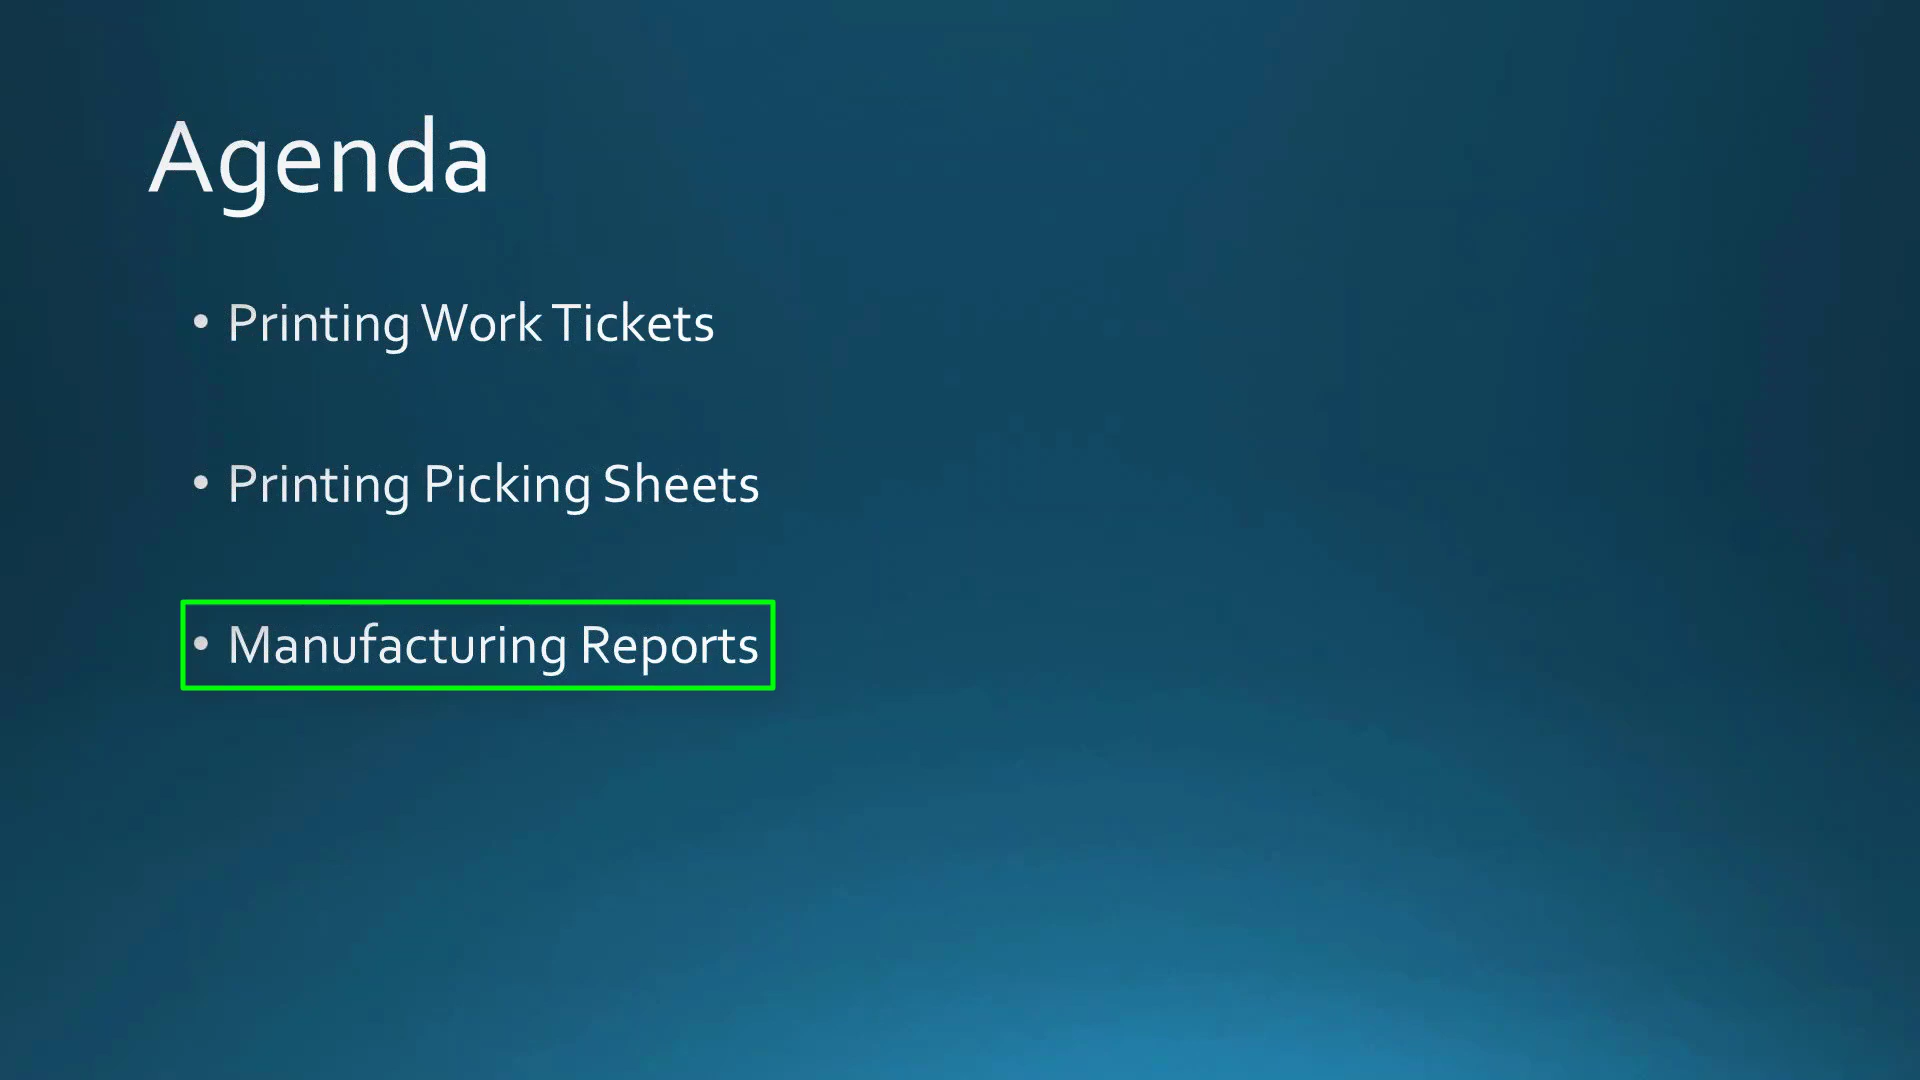 Agenda
• Printing Work Tickets
• Printing Picking Sheets
• Manufacturing Reports